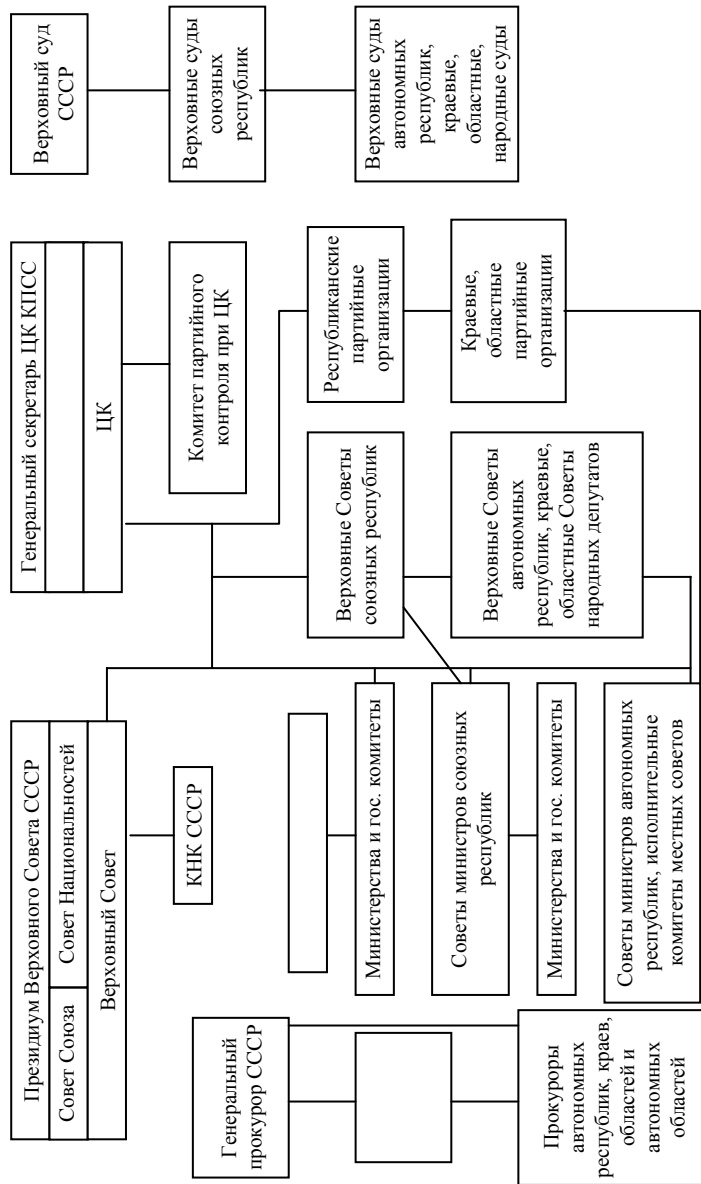 Президиум Верховного Совета СССР
Совет Союза
Совет Национальностей
Верховный Совет
КНК СССР
Генеральный секретарь ЦК КПСС
ЦК
Комитет партийного
контроля при ЦК
Верховный суд
СССР
Верховные суды
союзных
республик
Верховные суды
автономных
республик,
краевые,
областные,
народные суды
Генеральный
прокурор СССР
Прокуроры
автономных
республик, краев,
областей и
автономных
областей
Министерства и гос. комитеты
Советы министров союзных
республик
Министерства и гос. комитеты
Советы министров автономных
республик, исполнительные
комитеты местных советов
Верховные Советы
союзных республик
Верховные Советы
автономных
республик, краевые,
областные Советы
народных депутатов
Республиканские
партийные
организации
Краевые,
областные
партийные
организации